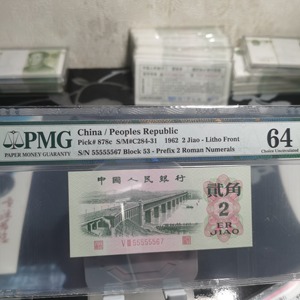 PMG
PAPER MONEY GUARANTY
China / Peoples Republic
Pick# 878c S/M#C284-31 1962 2 Jiao - Litho Front
S/N 55555567 Block 53 - Prefix 2 Roman Numerals
64
Choice Uncirculated
中国人民银行
贰角
2
ER
JIAO
55555567